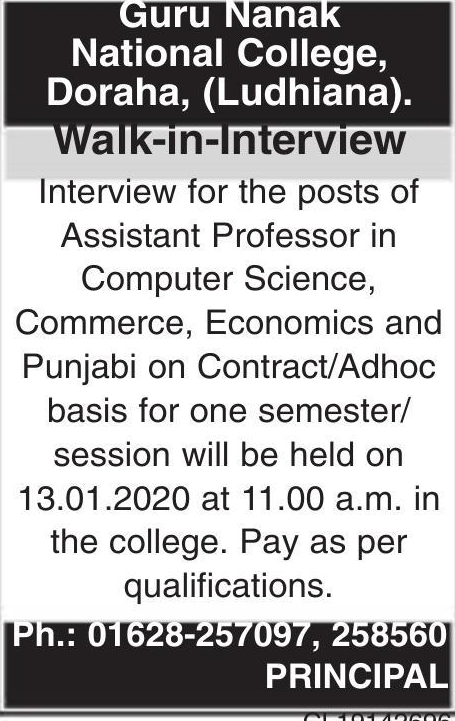 Guru Nanak
National College,
Doraha, (Ludhiana).
Walk-in-Interview
Interview for the posts of
Assistant Professor in
Computer Science,
Commerce, Economics and
Punjabi on Contract/Adhoc
basis for one semester/
session will be held on
13.01.2020 at 11.00 a.m. in
the college. Pay as per
qualifications.
Ph.: 01628-257097, 258560
PRINCIPAL